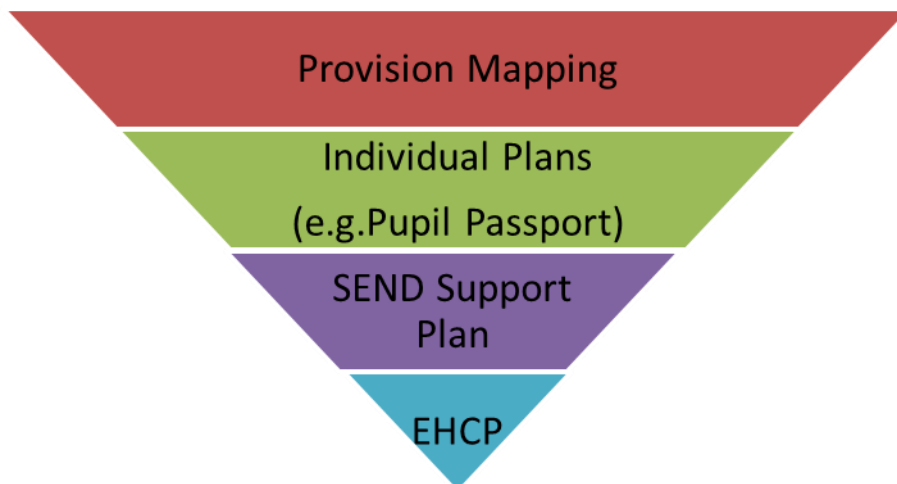 Provision Mapping
Individual Plans
(e.g.Pupil Passport)
SEND Support
Plan
EHCP